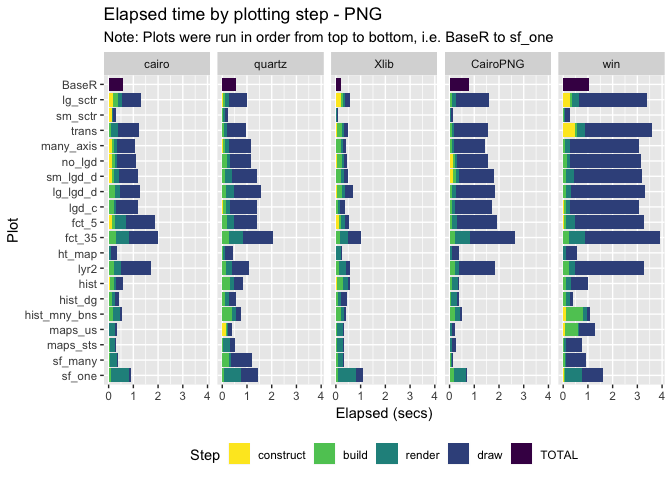 Elapsed time by plotting step - PNG
Note: Plots were run in order from top to bottom, i.e. BaseR to sf_one
cairo quartz Xlib CairoPNG win
Plot
BaseR
lg_sctr
sm_sctr
trans
many_axis
no_lgd
sm_lgd_d
lg_lgd_d
lgd_c
fct_5
fct_35
ht_map
lyr2
hist
hist_dg
hist_mny_bns
maps_us
maps_sts
sf_many
sf_one
0 1 2 3 4 0 1 2 3 4 0 1 2 3 4 0 1 2 3 4 0 1 2 3 4
Elapsed (secs)
Step construct build render draw TOTAL